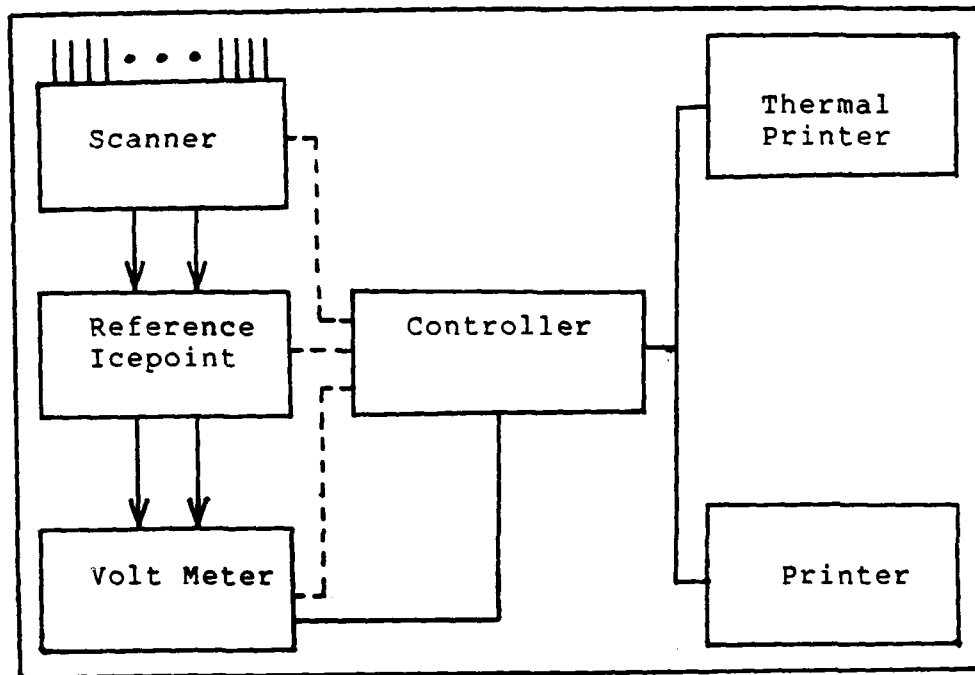 Scanner
Thermal
Printer
Reference
Icepoint
Controller
Volt Meter
Printer